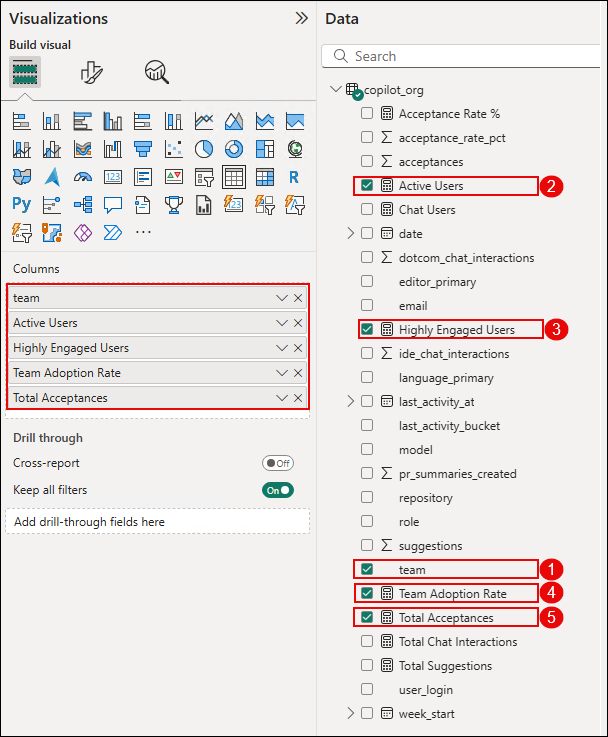 Visualizations
Build visual
123
R
Py
123
Columns
team
Active Users
Highly Engaged Users
Team Adoption Rate
Total Acceptances
Drill through
Cross-report
Off
Keep all filters
On
Add drill-through fields here
Data
Search
copilot_org
Acceptance Rate %
acceptance_rate_pct
acceptances
Active Users
2
Chat Users
date
dotcom_chat_interactions
editor_primary
email
Highly Engaged Users
3
ide_chat_interactions
language_primary
last_activity_at
last_activity_bucket
model
pr_summaries_created
repository
role
suggestions
team
1
Team Adoption Rate
4
Total Acceptances
5
Total Chat Interactions
Total Suggestions
user_login
week_start